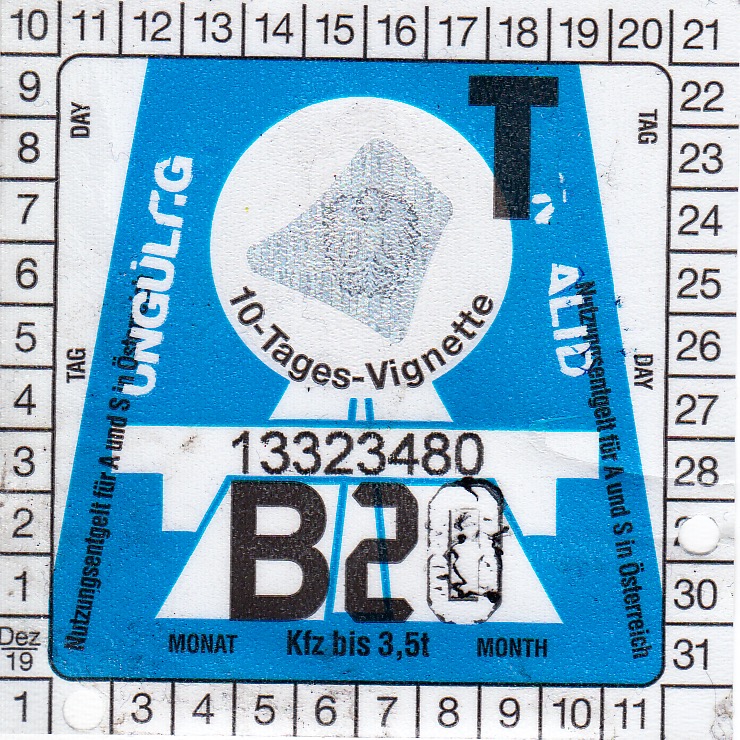 10 11 12 13 14 15 16 17 18 19 20 21
9
8
7
6
5
4
3
2
1
Dez
19
DAY
TAG
UNGÜLTIG
Nutzungsentgelt für A und S in Öster
T
10-Tages-Vignette
13323480
B20
MONAT Kfz bis 3,5t MONTH
TAG
ALID
DAY
Nutzungsentgelt für A und S in Österreich
22
23
24
25
26
27
28
2
30
31
1 3 4 5 6 7 8 9 10 11